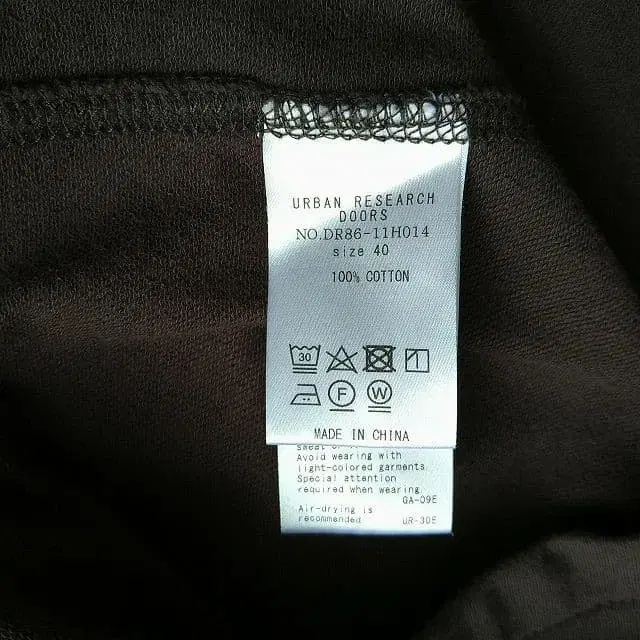 URBAN RESEARCH
DOORS
NO.DR86-11H014
size 40
100% COTTON
30
F W
MADE IN CHINA
Avoid wearing with
light-colored garments.
Special attention
required when wearing.
GA-09E
Air-drying is
recommended
UR-30E